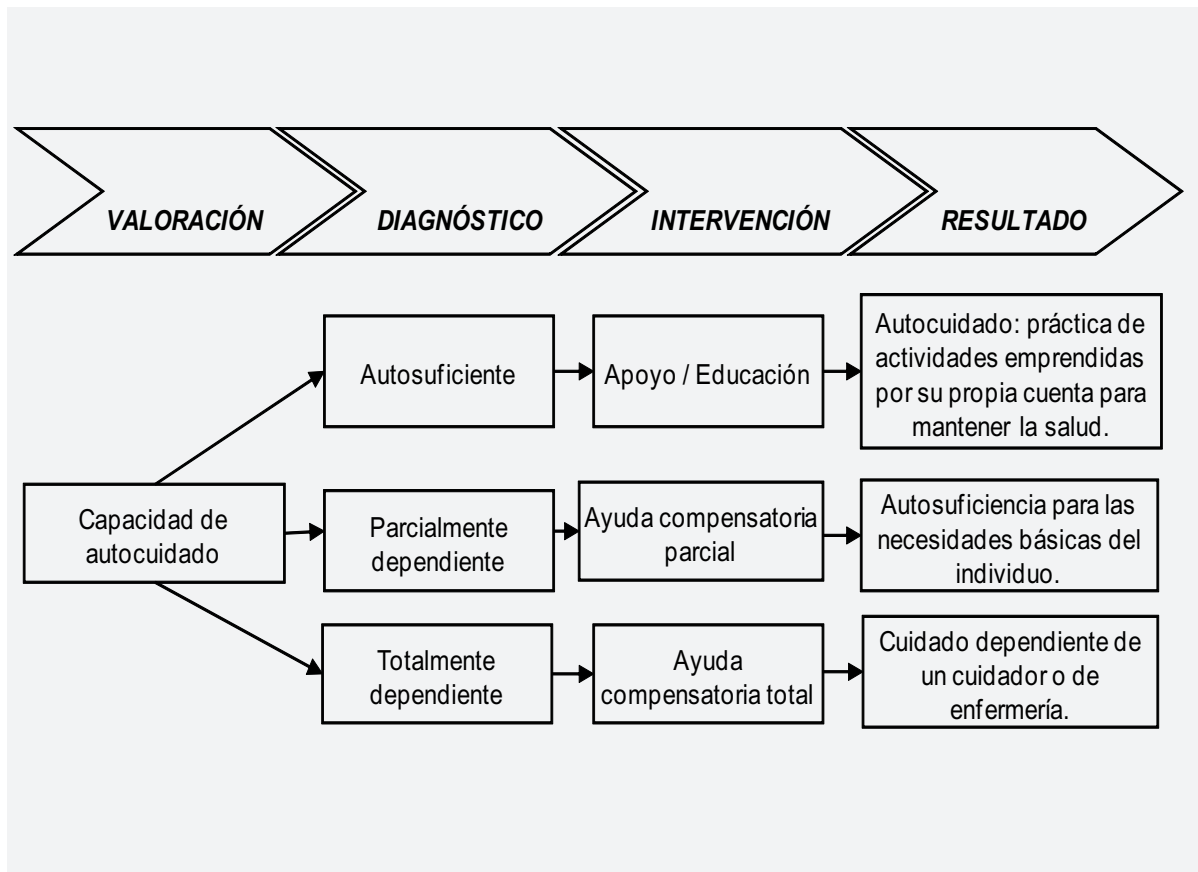 VALORACIÓN
DIAGNÓSTICO
INTERVENCIÓN
RESULTADO
Capacidad de
autocuidado
Autosuficiente
Apoyo / Educación
Autocuidado: práctica de
actividades emprendidas
por su propia cuenta para
mantener la salud.
Parcialmente
dependiente
Ayuda compensatoria
parcial
Autosuficiencia para las
necesidades básicas del
individuo.
Totalmente
dependiente
Ayuda
compensatoria total
Cuidado dependiente de
un cuidador o de
enfermería.